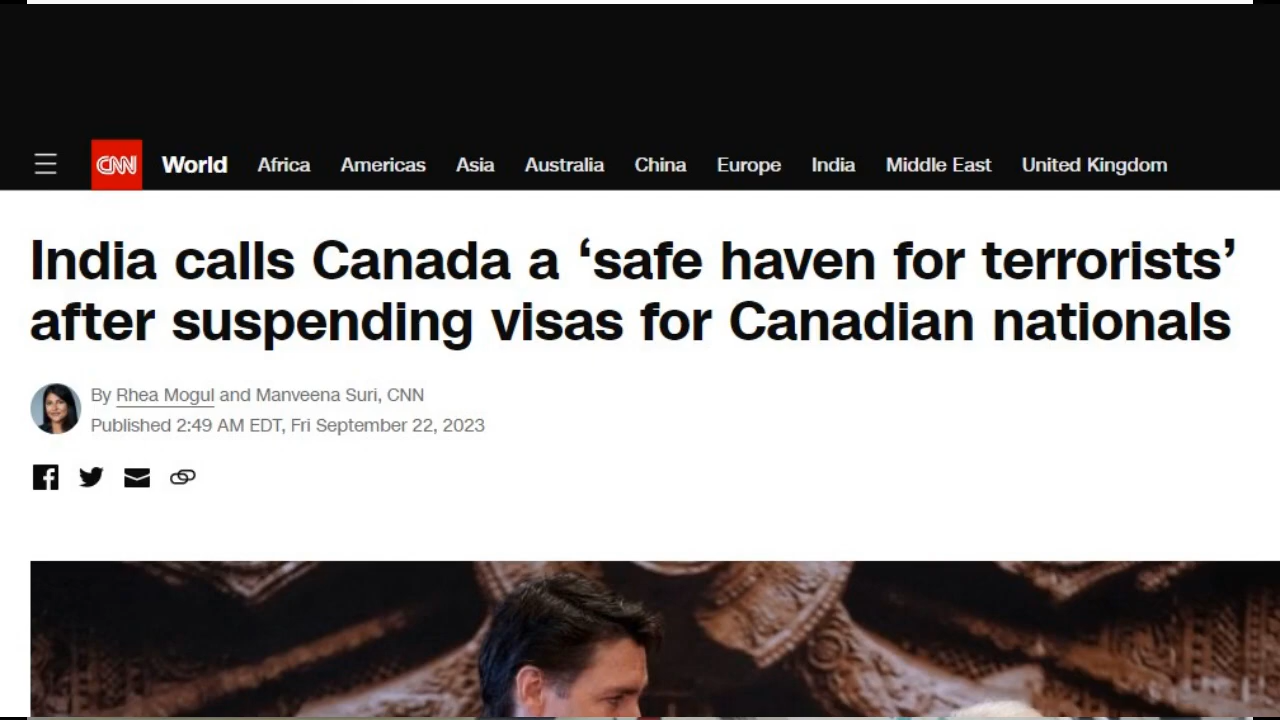 CNN World Africa Americas Asia Australia China Europe India Middle East United Kingdom
India calls Canada a ‘safe haven for terrorists’
after suspending visas for Canadian nationals
By Rhea Mogul and Manveena Suri, CNN
Published 2:49 AM EDT, Fri September 22, 2023